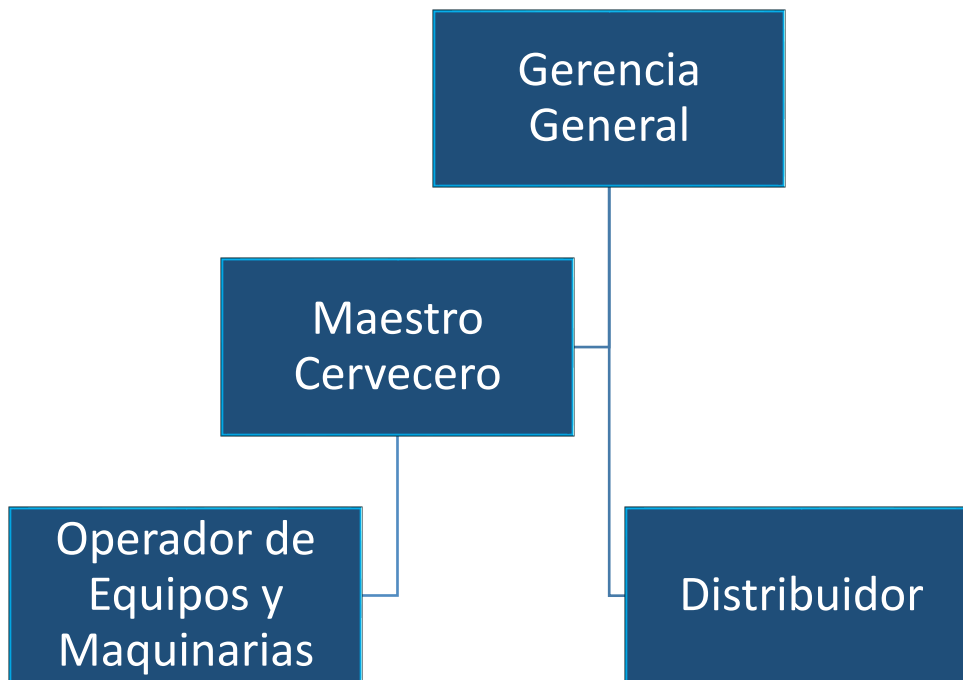 Gerencia
General
Maestro
Cervecero
Operador de
Equipos y
Maquinarias
Distribuidor